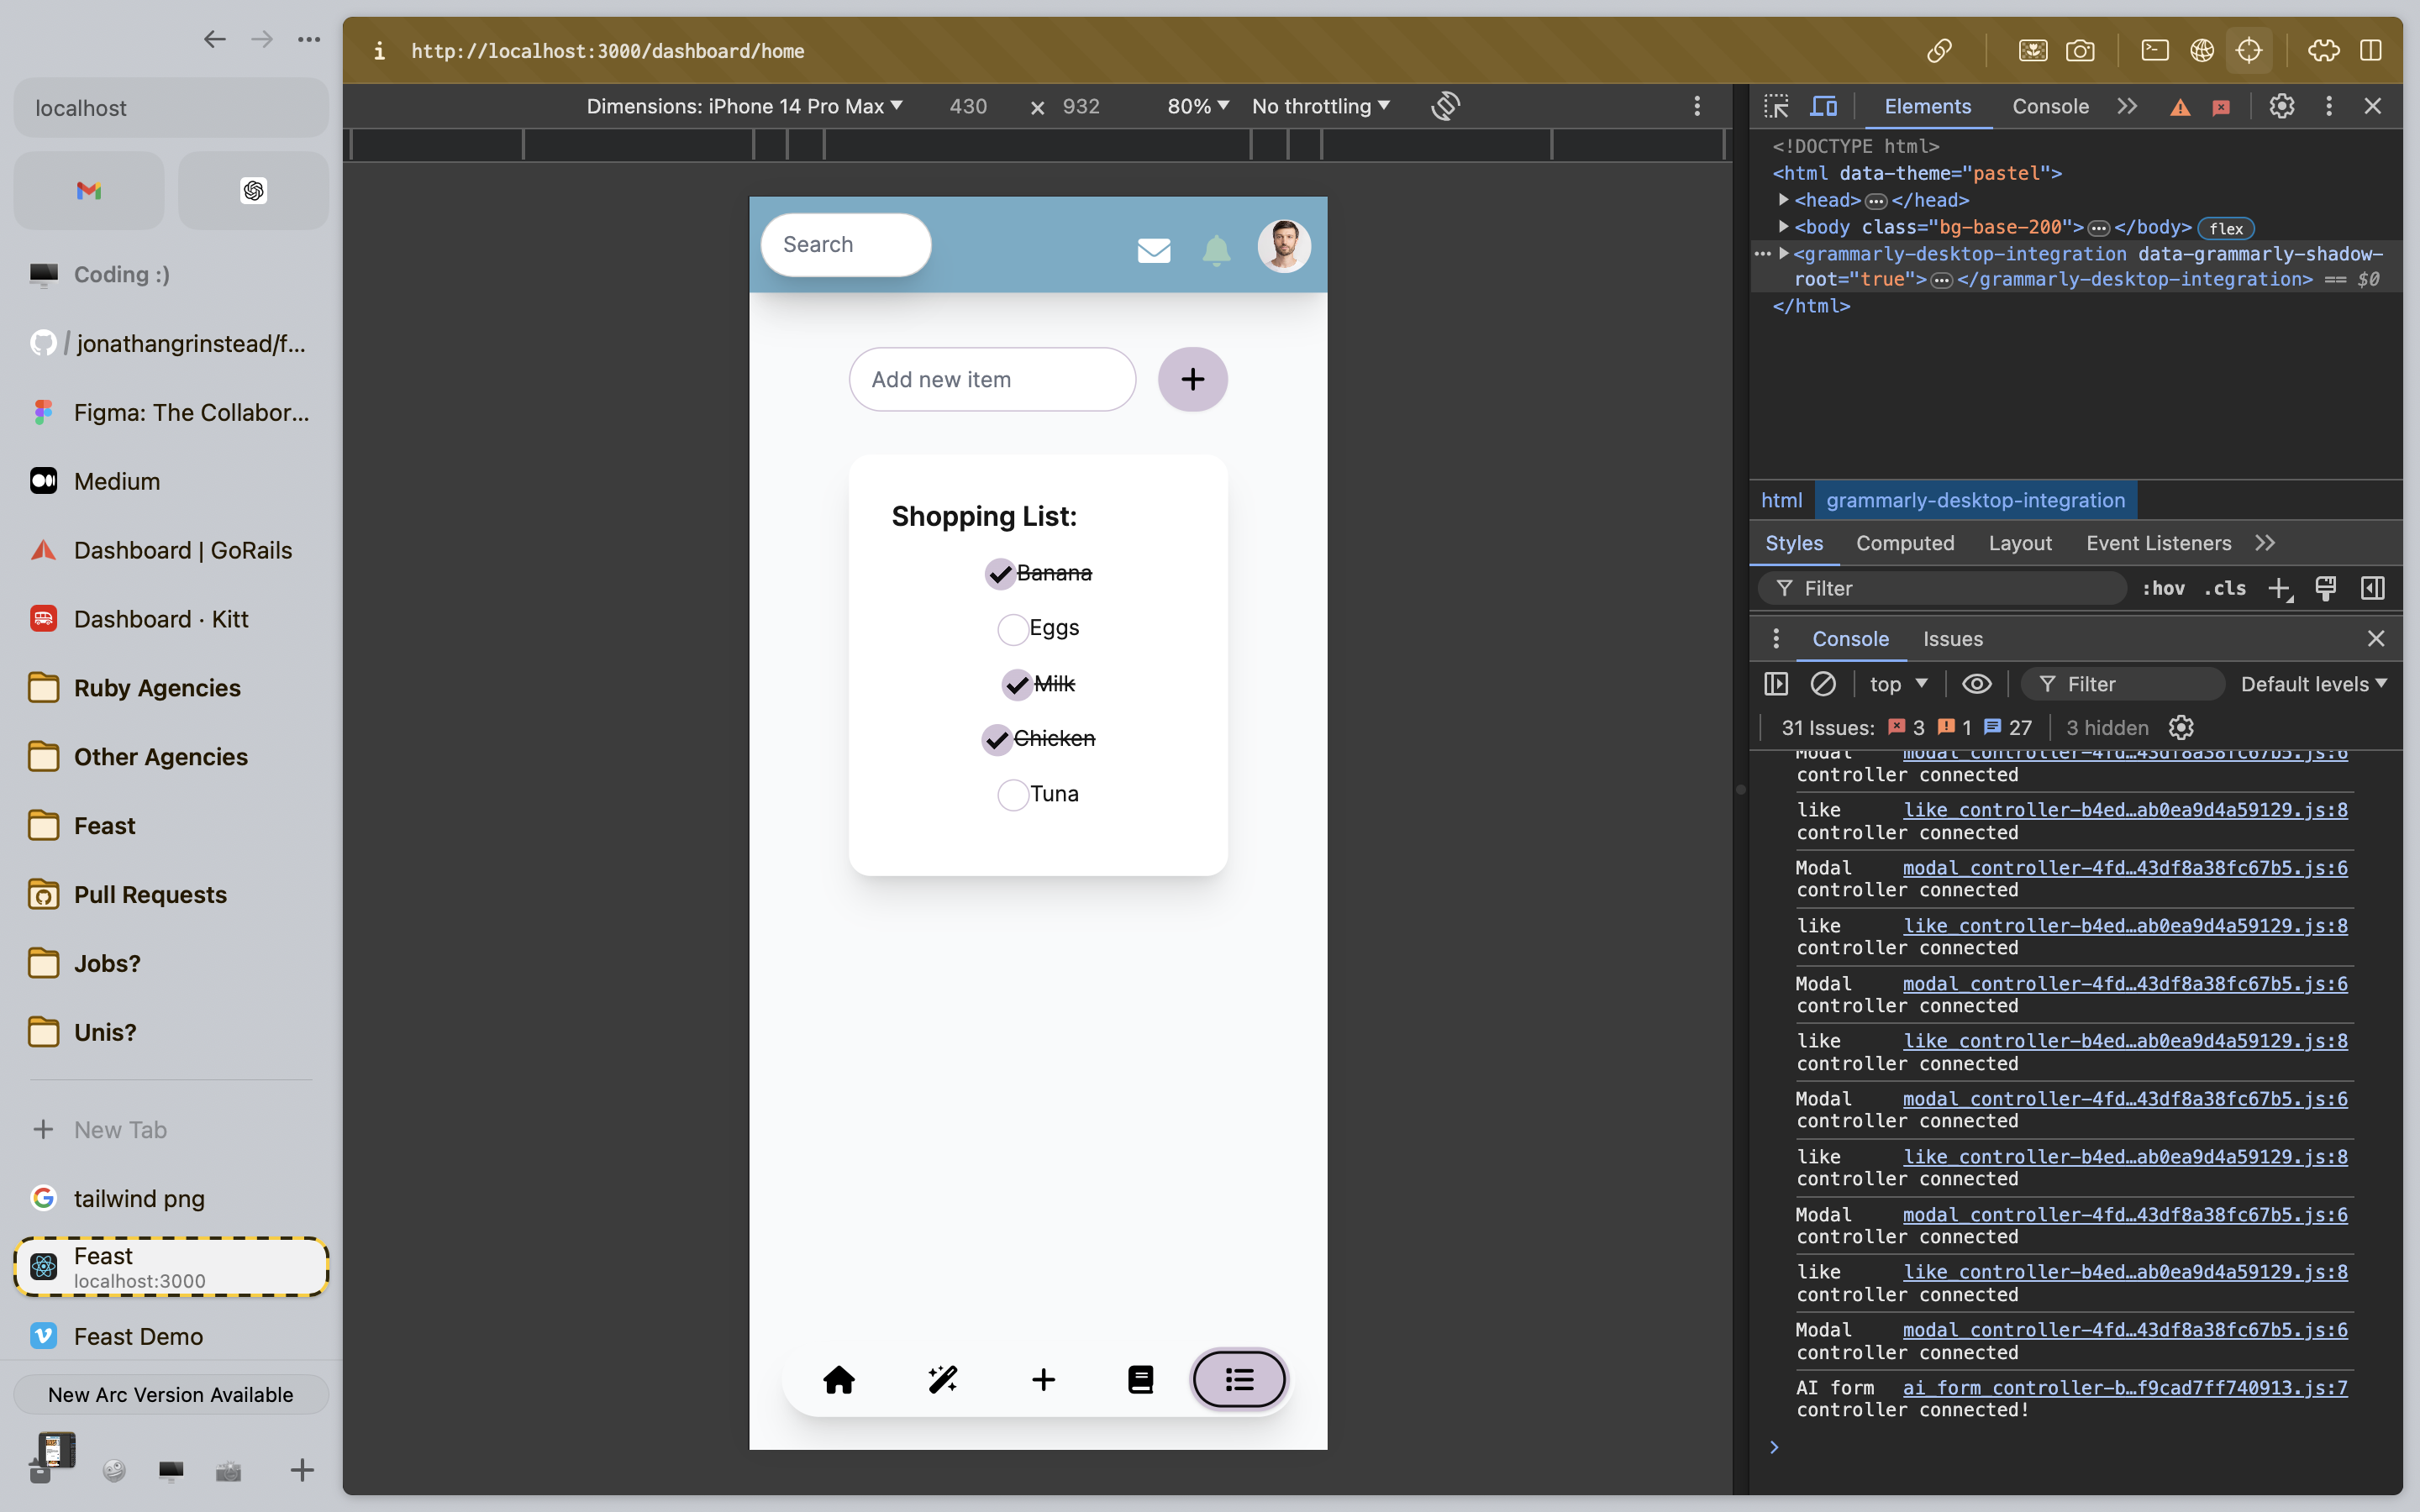 localhost
Coding :)
/ jonathangrinstead/f...
Figma: The Collabor...
Medium
Dashboard | GoRails
Dashboard · Kitt
Ruby Agencies
Other Agencies
Feast
Pull Requests
Jobs?
Unis?
New Tab
tailwind png
Feast
localhost:3000
Feast Demo
New Arc Version Available
http://localhost:3000/dashboard/home
Dimensions: iPhone 14 Pro Max 430 × 932 80% No throttling
Search
Add new item
Shopping List:
Banana
Eggs
Milk
Chicken
Tuna
Elements Console
<!DOCTYPE html>
<html data-theme="pastel">
<head>…</head>
<body class="bg-base-200">…</body> flex
<grammarly-desktop-integration data-grammarly-shadow-
root="true">…</grammarly-desktop-integration> == $0
</html>
html grammarly-desktop-integration
Styles Computed Layout Event Listeners
Filter :hov .cls
Console Issues
top Filter Default levels
31 Issues: 3 1 27 3 hidden
Modal modal_controller-4fd…43df8a38fc67b5.js:6
controller connected
like like_controller-b4ed…ab0ea9d4a59129.js:8
controller connected
Modal modal_controller-4fd…43df8a38fc67b5.js:6
controller connected
like like_controller-b4ed…ab0ea9d4a59129.js:8
controller connected
Modal modal_controller-4fd…43df8a38fc67b5.js:6
controller connected
like like_controller-b4ed…ab0ea9d4a59129.js:8
controller connected
Modal modal_controller-4fd…43df8a38fc67b5.js:6
controller connected
like like_controller-b4ed…ab0ea9d4a59129.js:8
controller connected
Modal modal_controller-4fd…43df8a38fc67b5.js:6
controller connected
like like_controller-b4ed…ab0ea9d4a59129.js:8
controller connected
Modal modal_controller-4fd…43df8a38fc67b5.js:6
controller connected
AI form ai_form_controller-b…f9cad7ff740913.js:7
controller connected!